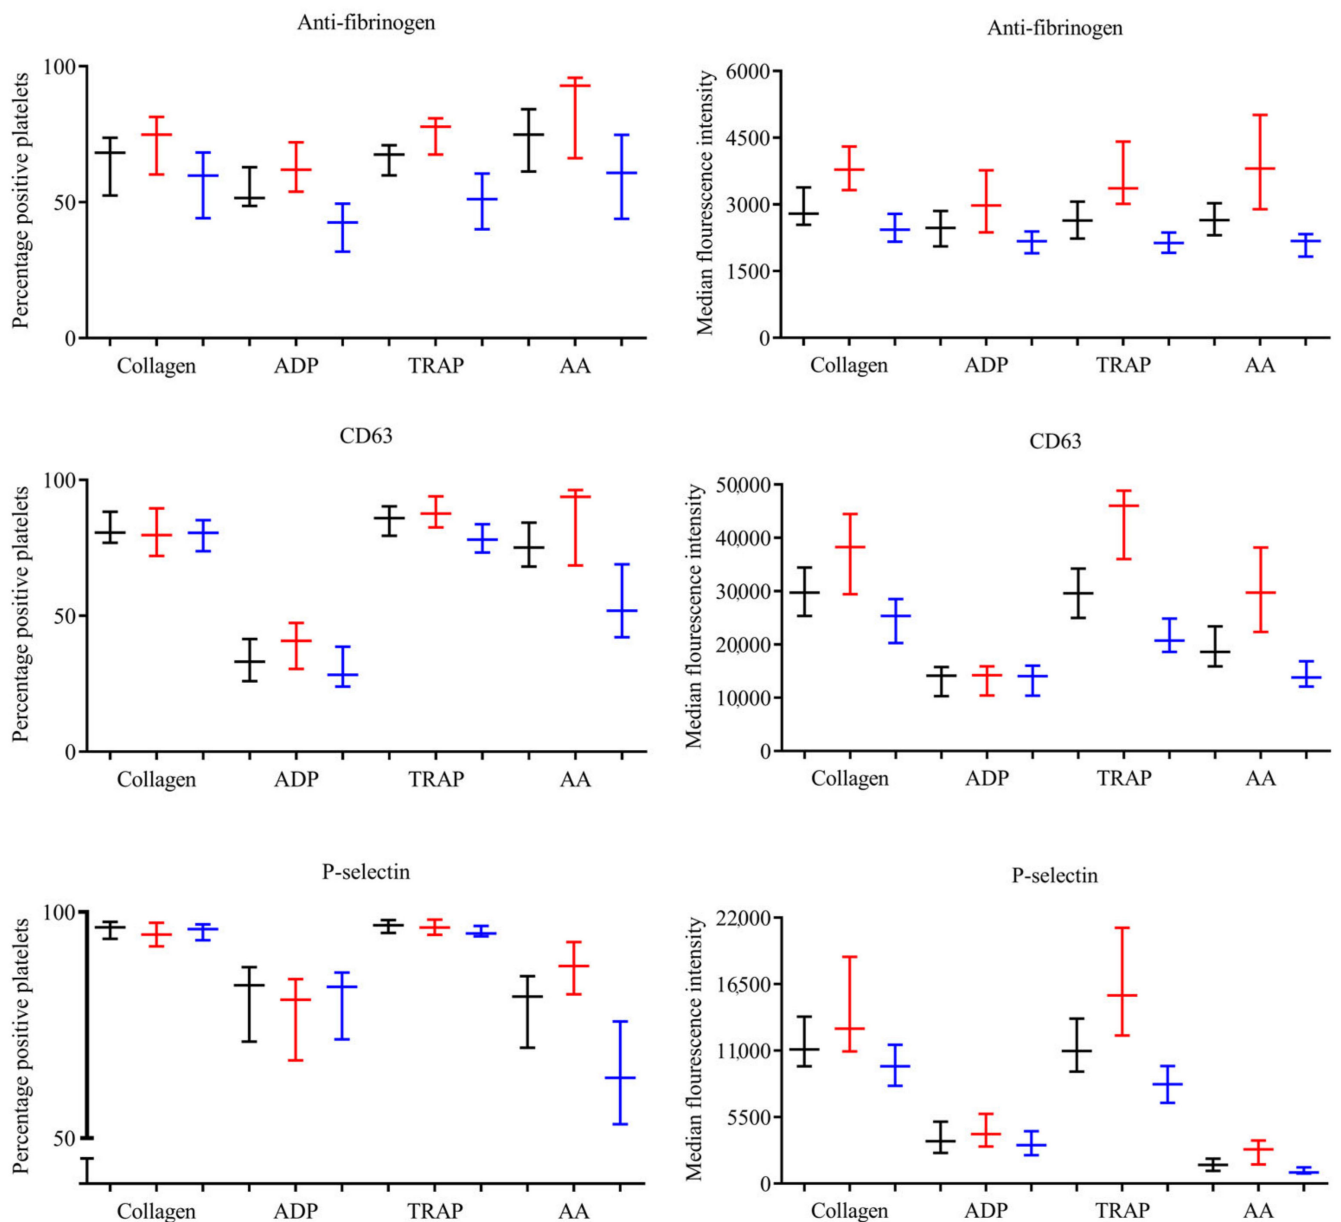 Anti-fibrinogen
Percentage positive platelets
100
50
0
Collagen ADP TRAP AA
Anti-fibrinogen
Median flourescence intensity
6000
4500
3000
1500
0
Collagen ADP TRAP AA
CD63
Percentage positive platelets
100
50
0
Collagen ADP TRAP AA
CD63
Median flourescence intensity
50,000
40000
30000
20000
10000
0
Collagen ADP TRAP AA
P-selectin
Percentage positive platelets
100
50
Collagen ADP TRAP AA
P-selectin
Median flourescence intensity
22000
16500
11000
5500
0
Collagen ADP TRAP AA